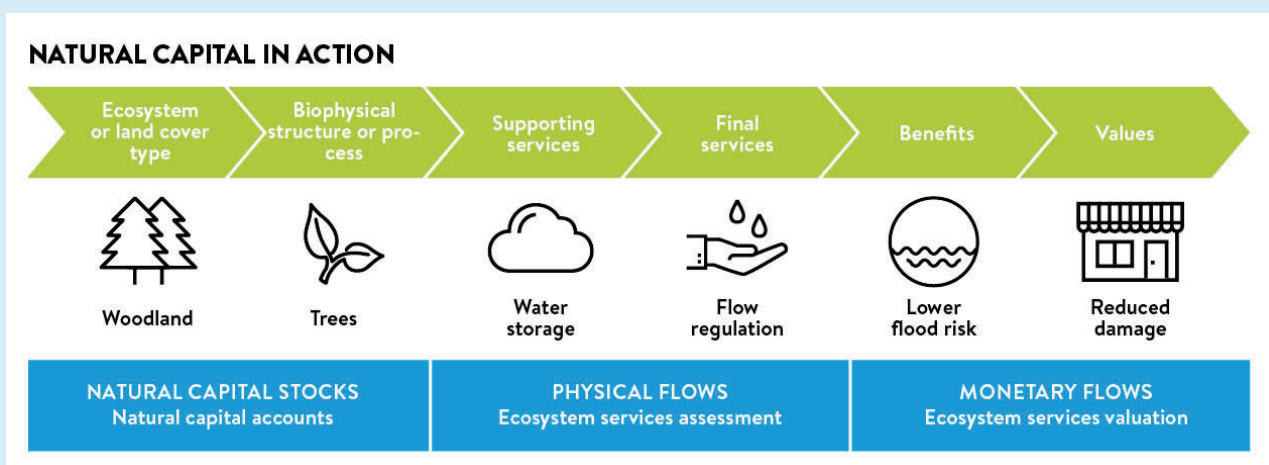 NATURAL CAPITAL IN ACTION
Ecosystem
or land cover
type
Biophysical
structure or pro-
cess
Supporting
services
Final
services
Benefits
Values
Woodland
Trees
Water
storage
Flow
regulation
Lower
flood risk
Reduced
damage
NATURAL CAPITAL STOCKS
Natural capital accounts
PHYSICAL FLOWS
Ecosystem services assessment
MONETARY FLOWS
Ecosystem services valuation